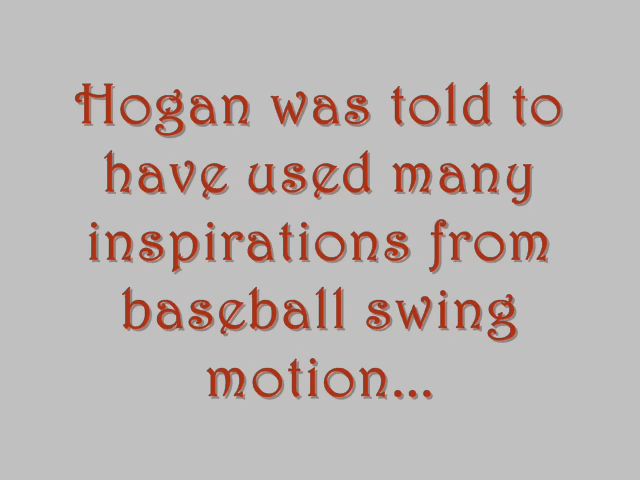 Hogan was told to
have used many
inspirations from
baseball swing
motion...